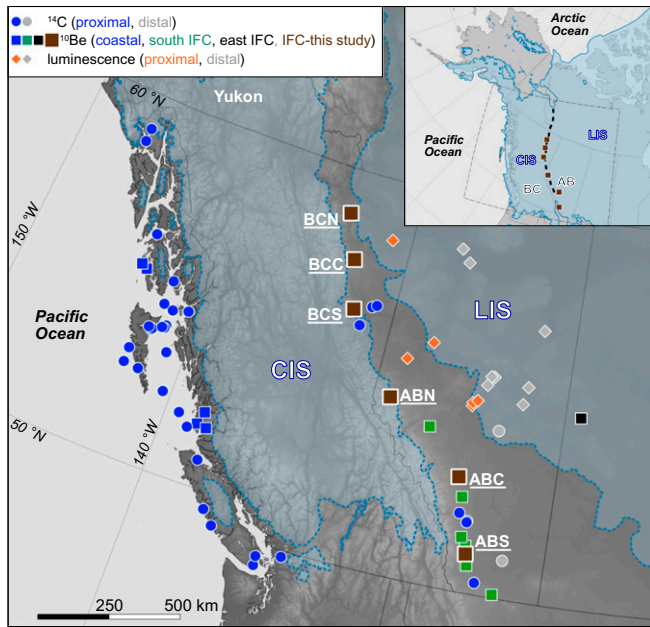 ¹⁴C (proximal, distal)
¹⁰Be (coastal, south IFC, east IFC, IFC-this study)
luminescence (proximal, distal)
Arctic
Ocean
Pacific
Ocean
LIS
CIS
BC
AB
60 °N
Yukon
150 °W
BCN
BCC
BCS
Pacific
Ocean
LIS
CIS
ABN
50 °N
140 °W
ABC
ABS
250
500 km